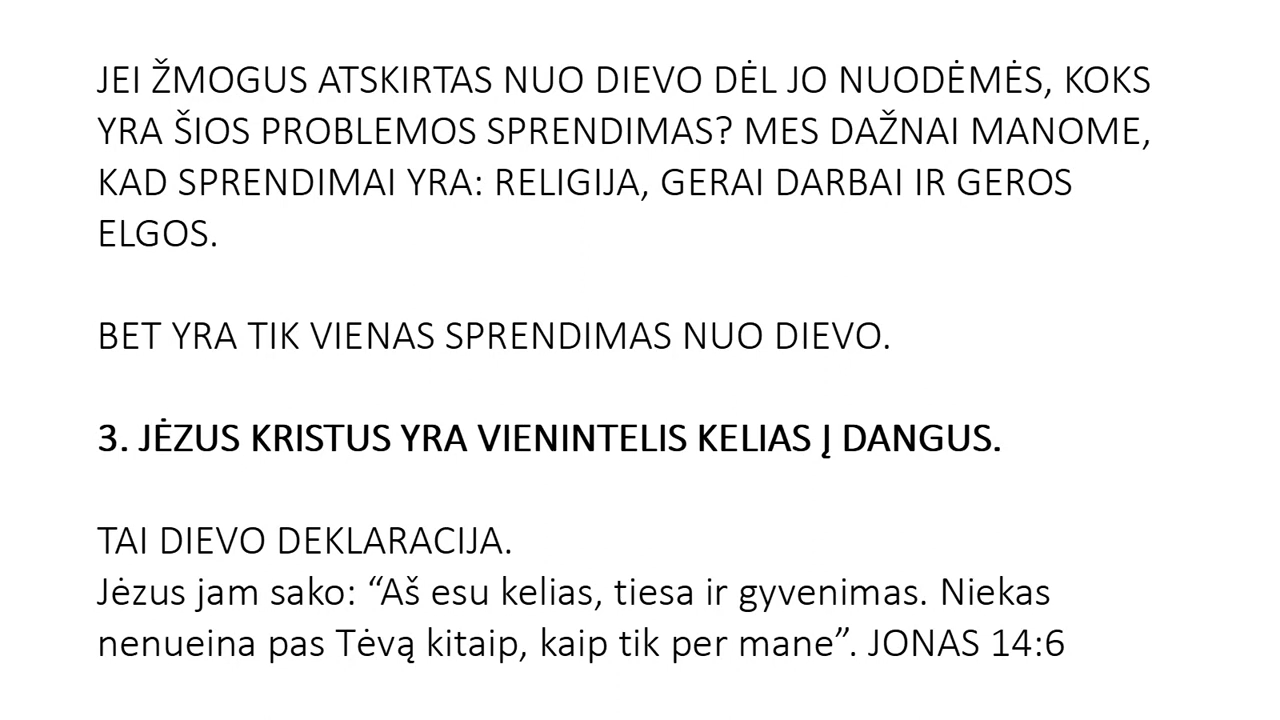 JEI ŽMOGUS ATSKIRTAS NUO DIEVO DĖL JO NUODĖMĖS, KOKS
YRA ŠIOS PROBLEMOS SPRENDIMAS? MES DAŽNAI MANOME,
KAD SPRENDIMAI YRA: RELIGIJA, GERAI DARBAI IR GEROS
ELGOS.
BET YRA TIK VIENAS SPRENDIMAS NUO DIEVO.
3. JĖZUS KRISTUS YRA VIENINTELIS KELIAS Į DANGUS.
TAI DIEVO DEKLARACIJA.
Jėzus jam sako: “Aš esu kelias, tiesa ir gyvenimas. Niekas
nenueina pas Tėvą kitaip, kaip tik per mane”. JONAS 14:6